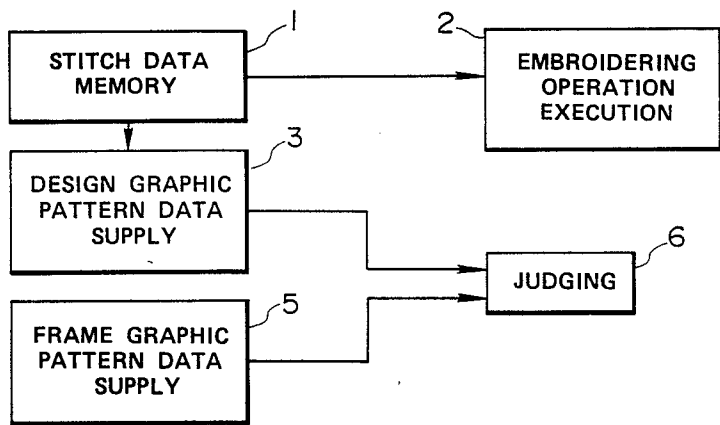 1
STITCH DATA
MEMORY
2
EMBROIDERING
OPERATION
EXECUTION
3
DESIGN GRAPHIC
PATTERN DATA
SUPPLY
6
JUDGING
5
FRAME GRAPHIC
PATTERN DATA
SUPPLY